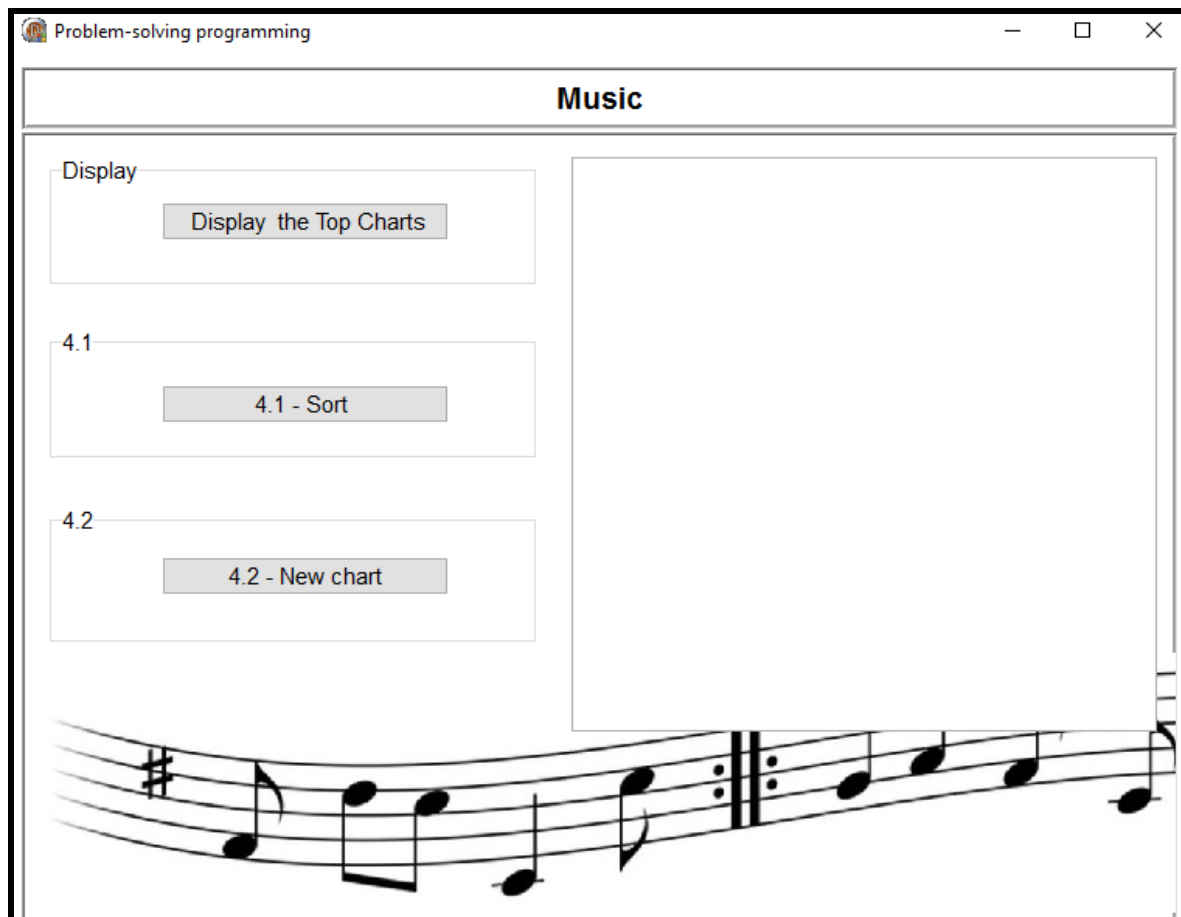 Problem-solving programming
Music
Display
Display  the Top Charts
4.1
4.1 - Sort
4.2
4.2 - New chart